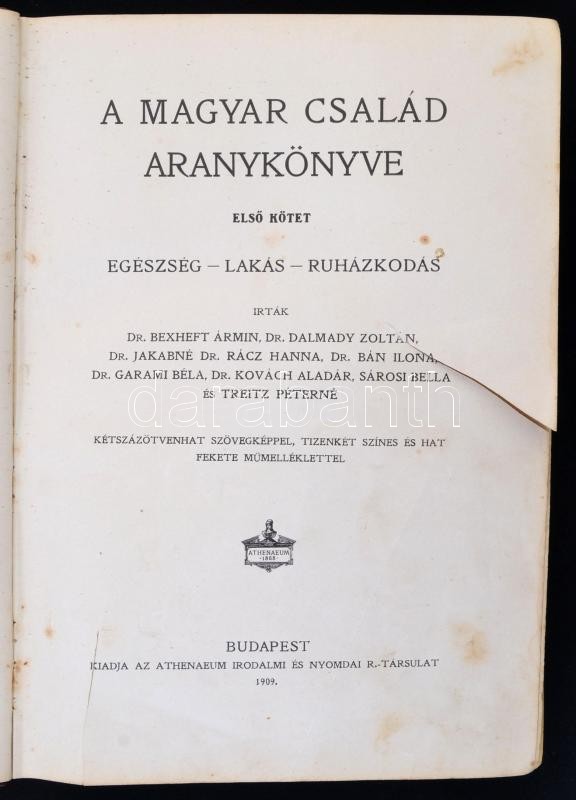 A MAGYAR CSALÁD
ARANYKÖNYVE
ELSŐ KÖTET
EGÉSZSÉG — LAKÁS — RUHÁZKODÁS
IRTÁK
DR. BEXHEFT ÁRMIN, DR. DALMADY ZOLTÁN,
DR. JAKABNÉ DR. RÁCZ HANNA, DR. BÁN ILONA,
DR. GARAMI BÉLA, DR. KOVÁCH ALADÁR, SÁROSI BELLA
ÉS TREITZ PÉTERNÉ
darabanth
KÉTSZÁZÖTVENHAT SZÖVEGKÉPPEL, TIZENKÉT SZÍNES ÉS HAT
FEKETE MŰMELLÉKLETTEL
ATHENAEUM
·1868·
BUDAPEST
KIADJA AZ ATHENAEUM IRODALMI ÉS NYOMDAI R.-TÁRSULAT
1909.